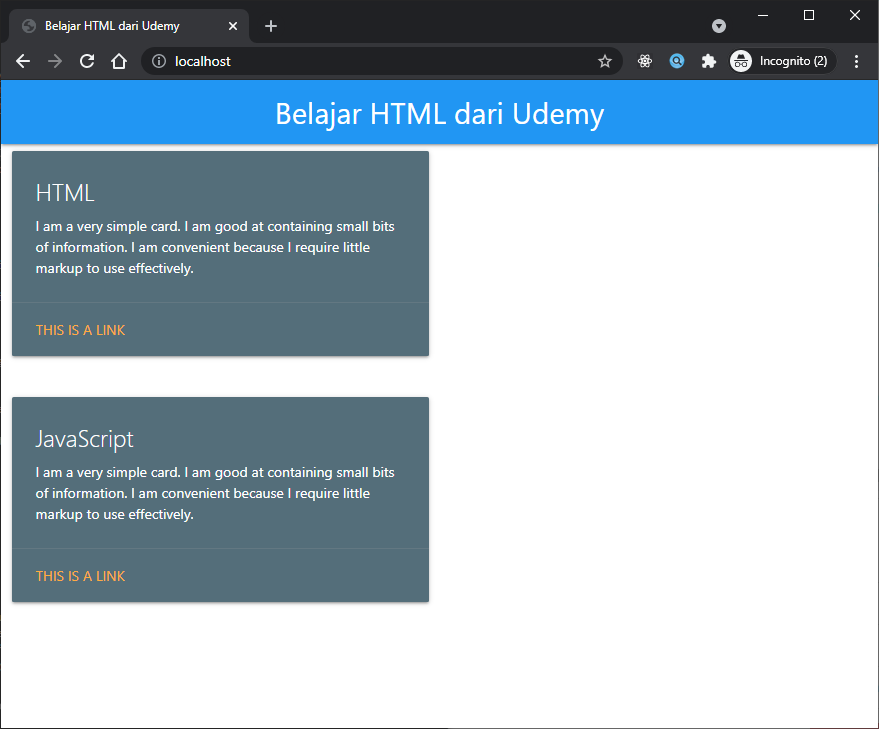 Belajar HTML dari Udemy
localhost
Incognito (2)
Belajar HTML dari Udemy
HTML
I am a very simple card. I am good at containing small bits
of information. I am convenient because I require little
markup to use effectively.
THIS IS A LINK
JavaScript
I am a very simple card. I am good at containing small bits
of information. I am convenient because I require little
markup to use effectively.
THIS IS A LINK